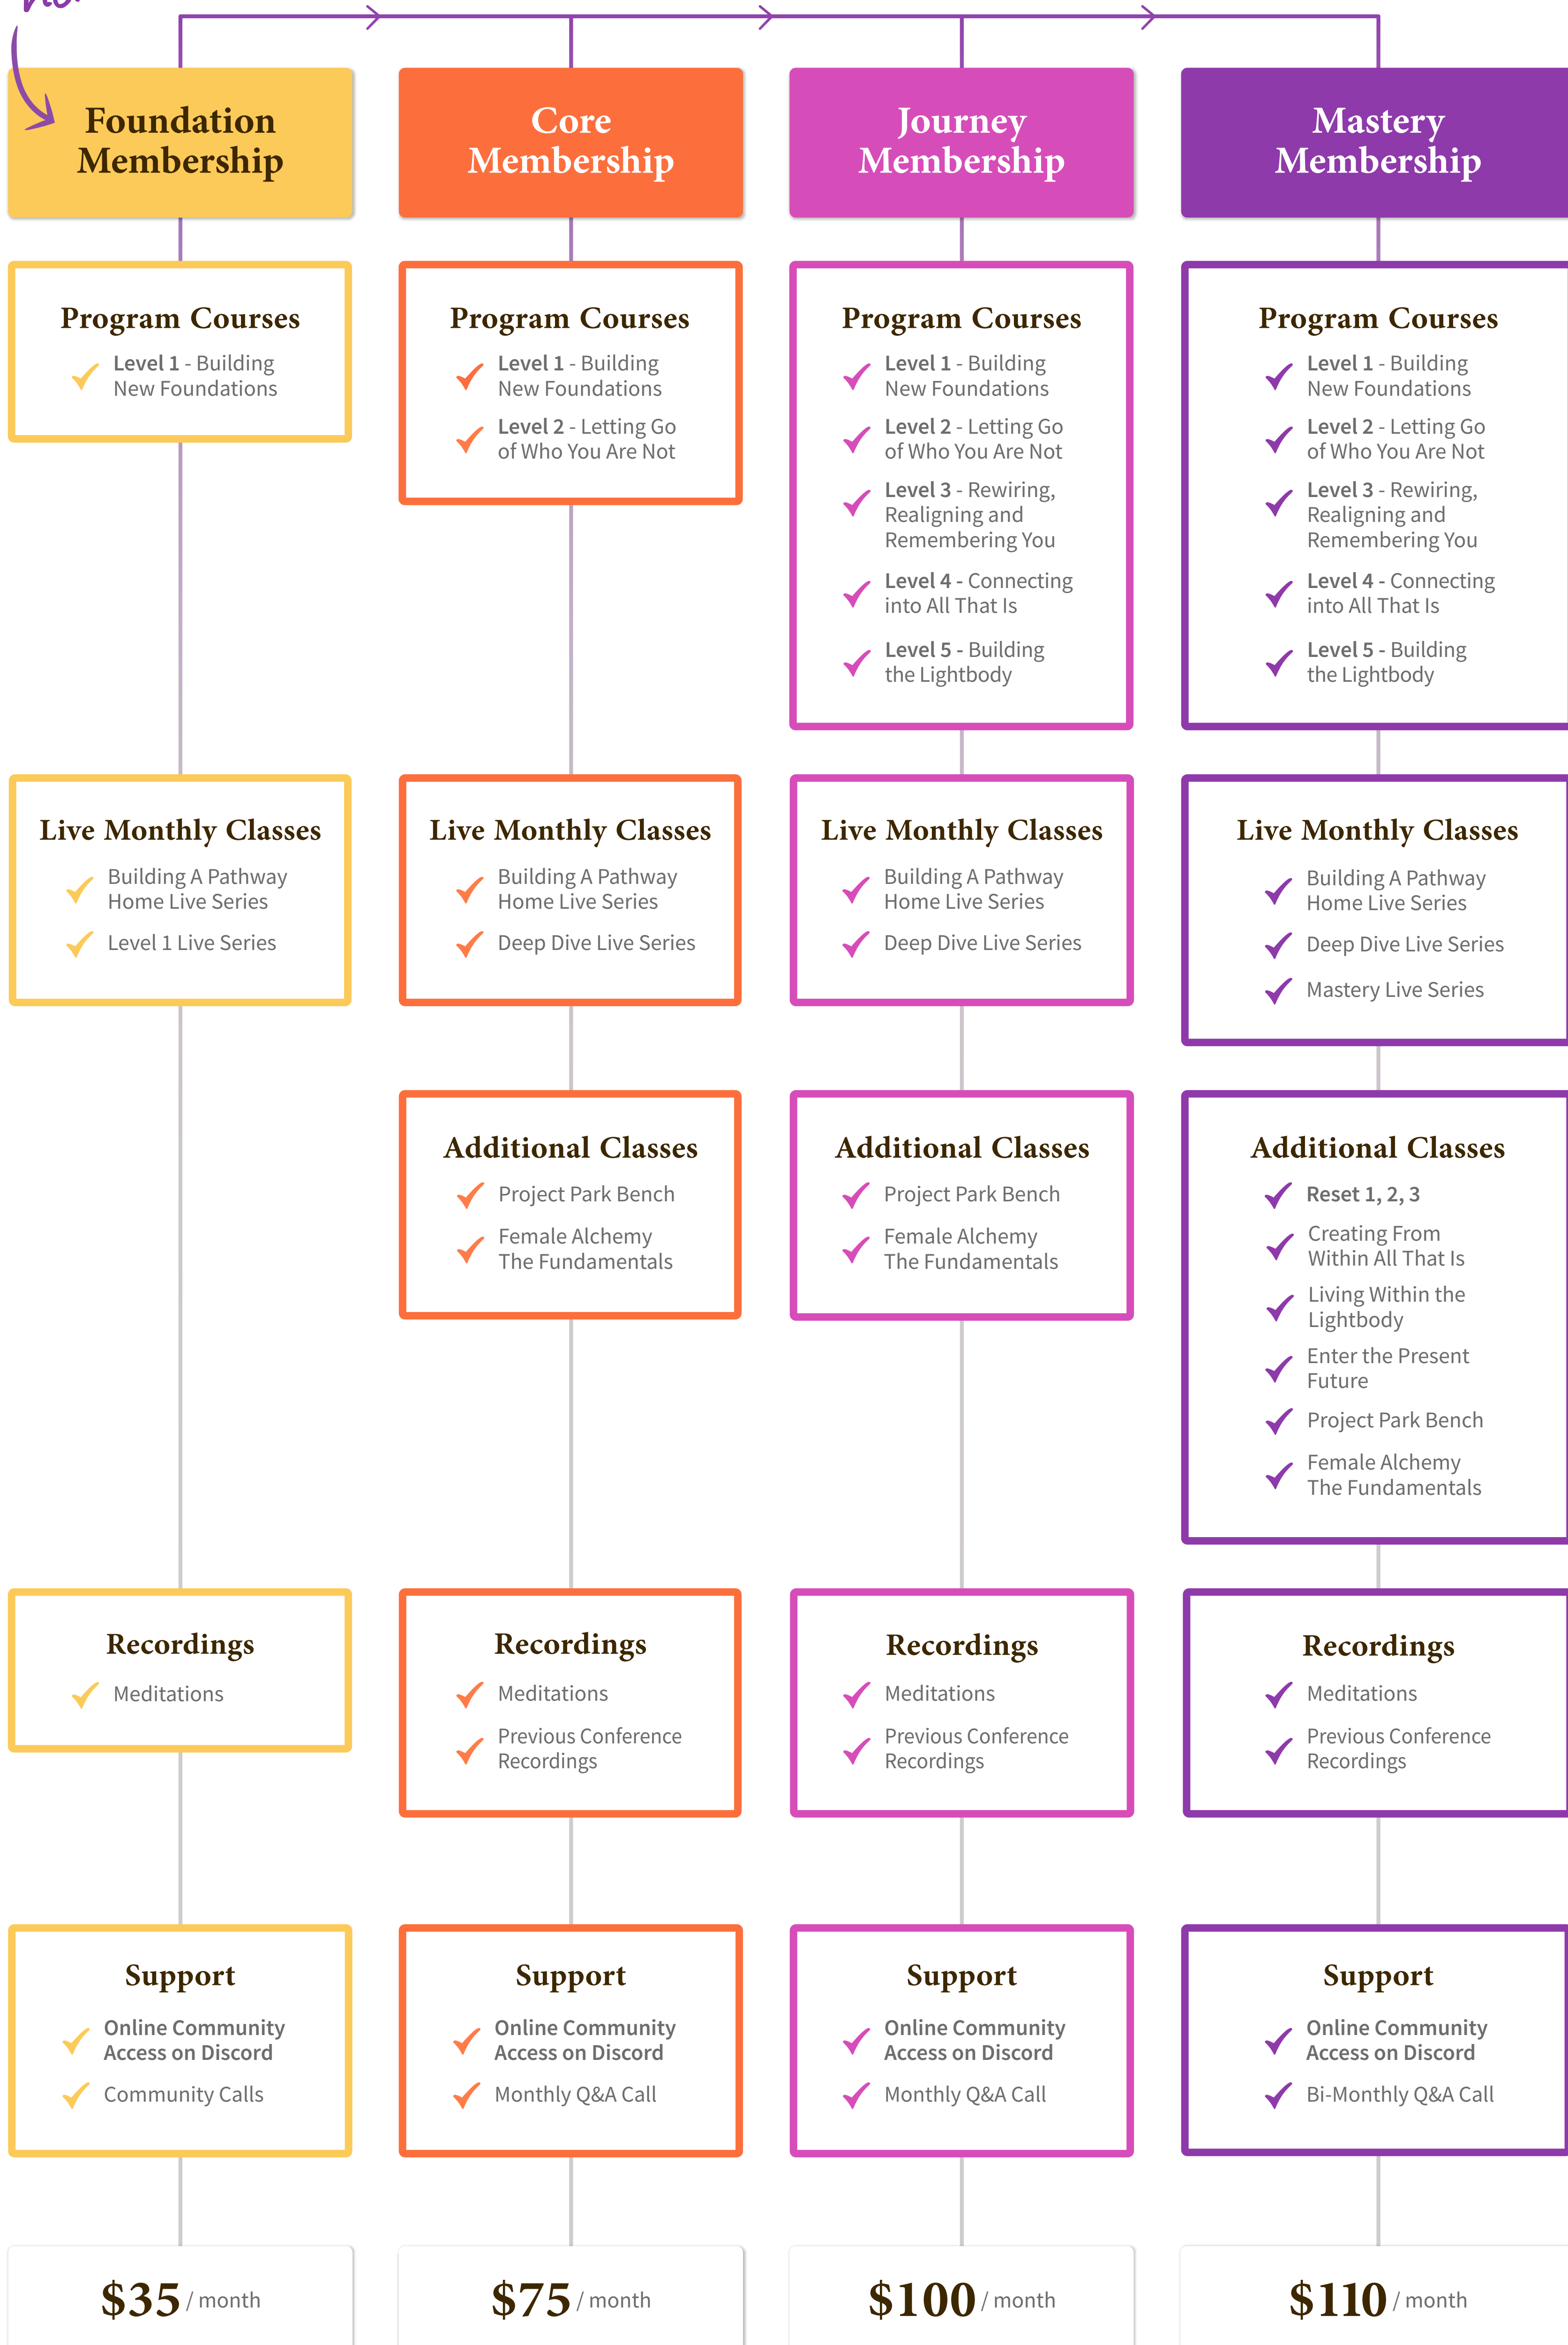 Foundation
Membership
Core
Membership
Journey
Membership
Mastery
Membership
Program Courses
Level 1 - Building
New Foundations
Program Courses
Level 1 - Building
New Foundations
Level 2 - Letting Go
of Who You Are Not
Program Courses
Level 1 - Building
New Foundations
Level 2 - Letting Go
of Who You Are Not
Level 3 - Rewiring,
Realigning and
Remembering You
Level 4 - Connecting
into All That Is
Level 5 - Building
the Lightbody
Program Courses
Level 1 - Building
New Foundations
Level 2 - Letting Go
of Who You Are Not
Level 3 - Rewiring,
Realigning and
Remembering You
Level 4 - Connecting
into All That Is
Level 5 - Building
the Lightbody
Live Monthly Classes
Building A Pathway
Home Live Series
Level 1 Live Series
Live Monthly Classes
Building A Pathway
Home Live Series
Deep Dive Live Series
Live Monthly Classes
Building A Pathway
Home Live Series
Deep Dive Live Series
Live Monthly Classes
Building A Pathway
Home Live Series
Deep Dive Live Series
Mastery Live Series
Additional Classes
Project Park Bench
Female Alchemy
The Fundamentals
Additional Classes
Project Park Bench
Female Alchemy
The Fundamentals
Additional Classes
Reset 1, 2, 3
Creating From
Within All That Is
Living Within the
Lightbody
Enter the Present
Future
Project Park Bench
Female Alchemy
The Fundamentals
Recordings
Meditations
Recordings
Meditations
Previous Conference
Recordings
Recordings
Meditations
Previous Conference
Recordings
Recordings
Meditations
Previous Conference
Recordings
Support
Online Community
Access on Discord
Community Calls
Support
Online Community
Access on Discord
Monthly Q&A Call
Support
Online Community
Access on Discord
Monthly Q&A Call
Support
Online Community
Access on Discord
Bi-Monthly Q&A Call
$35 / month
$75 / month
$100 / month
$110 / month